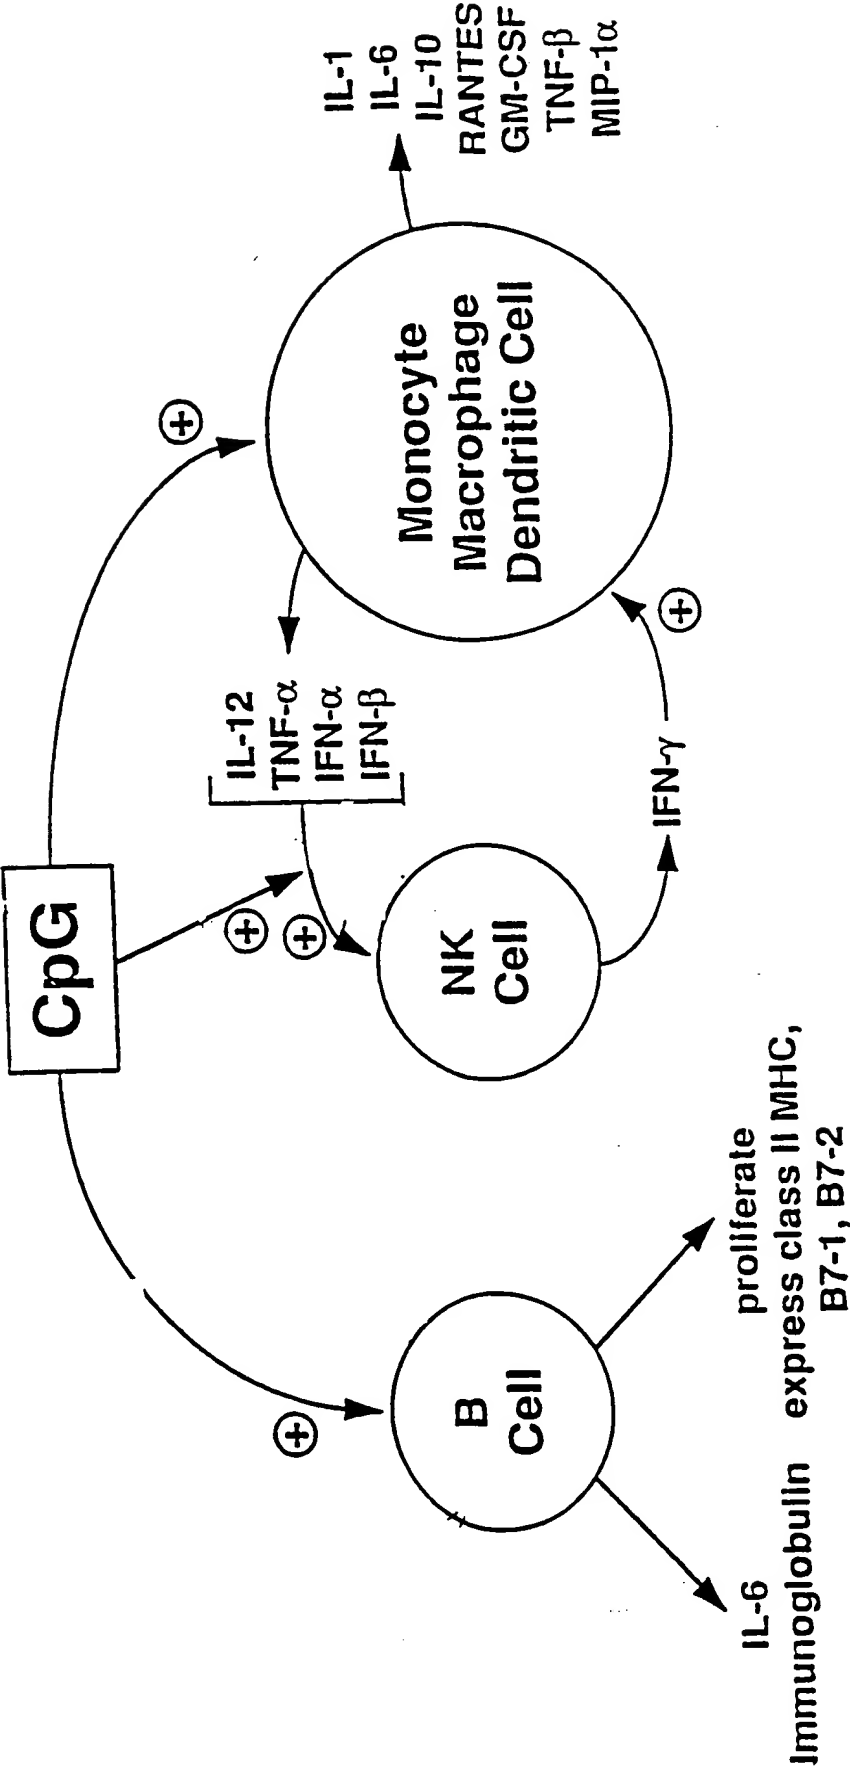 CpG
+
+
+
+
+
IL-12
TNF-α
IFN-α
IFN-β
B
Cell
NK
Cell
Monocyte
Macrophage
Dendritic Cell
IL-1
IL-6
IL-10
RANTES
GM-CSF
TNF-β
MIP-1α
IFN-γ
IL-6
Immunoglobulin
proliferate
express class II MHC,
B7-1, B7-2